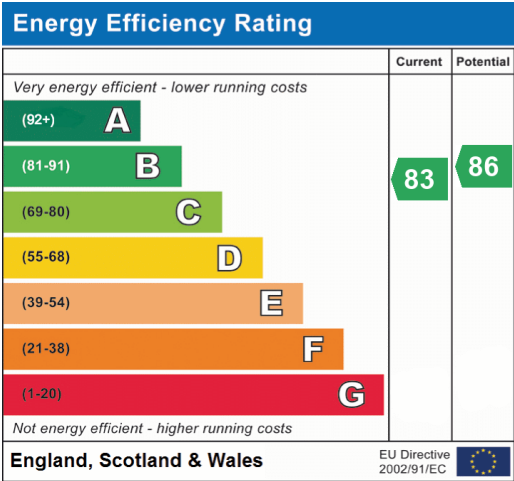 Energy Efficiency Rating
Current Potential
Very energy efficient - lower running costs
(92+) A
(81-91) B
83 86
(69-80) C
(55-68) D
(39-54) E
(21-38) F
(1-20) G
Not energy efficient - higher running costs
England, Scotland & Wales
EU Directive
2002/91/EC